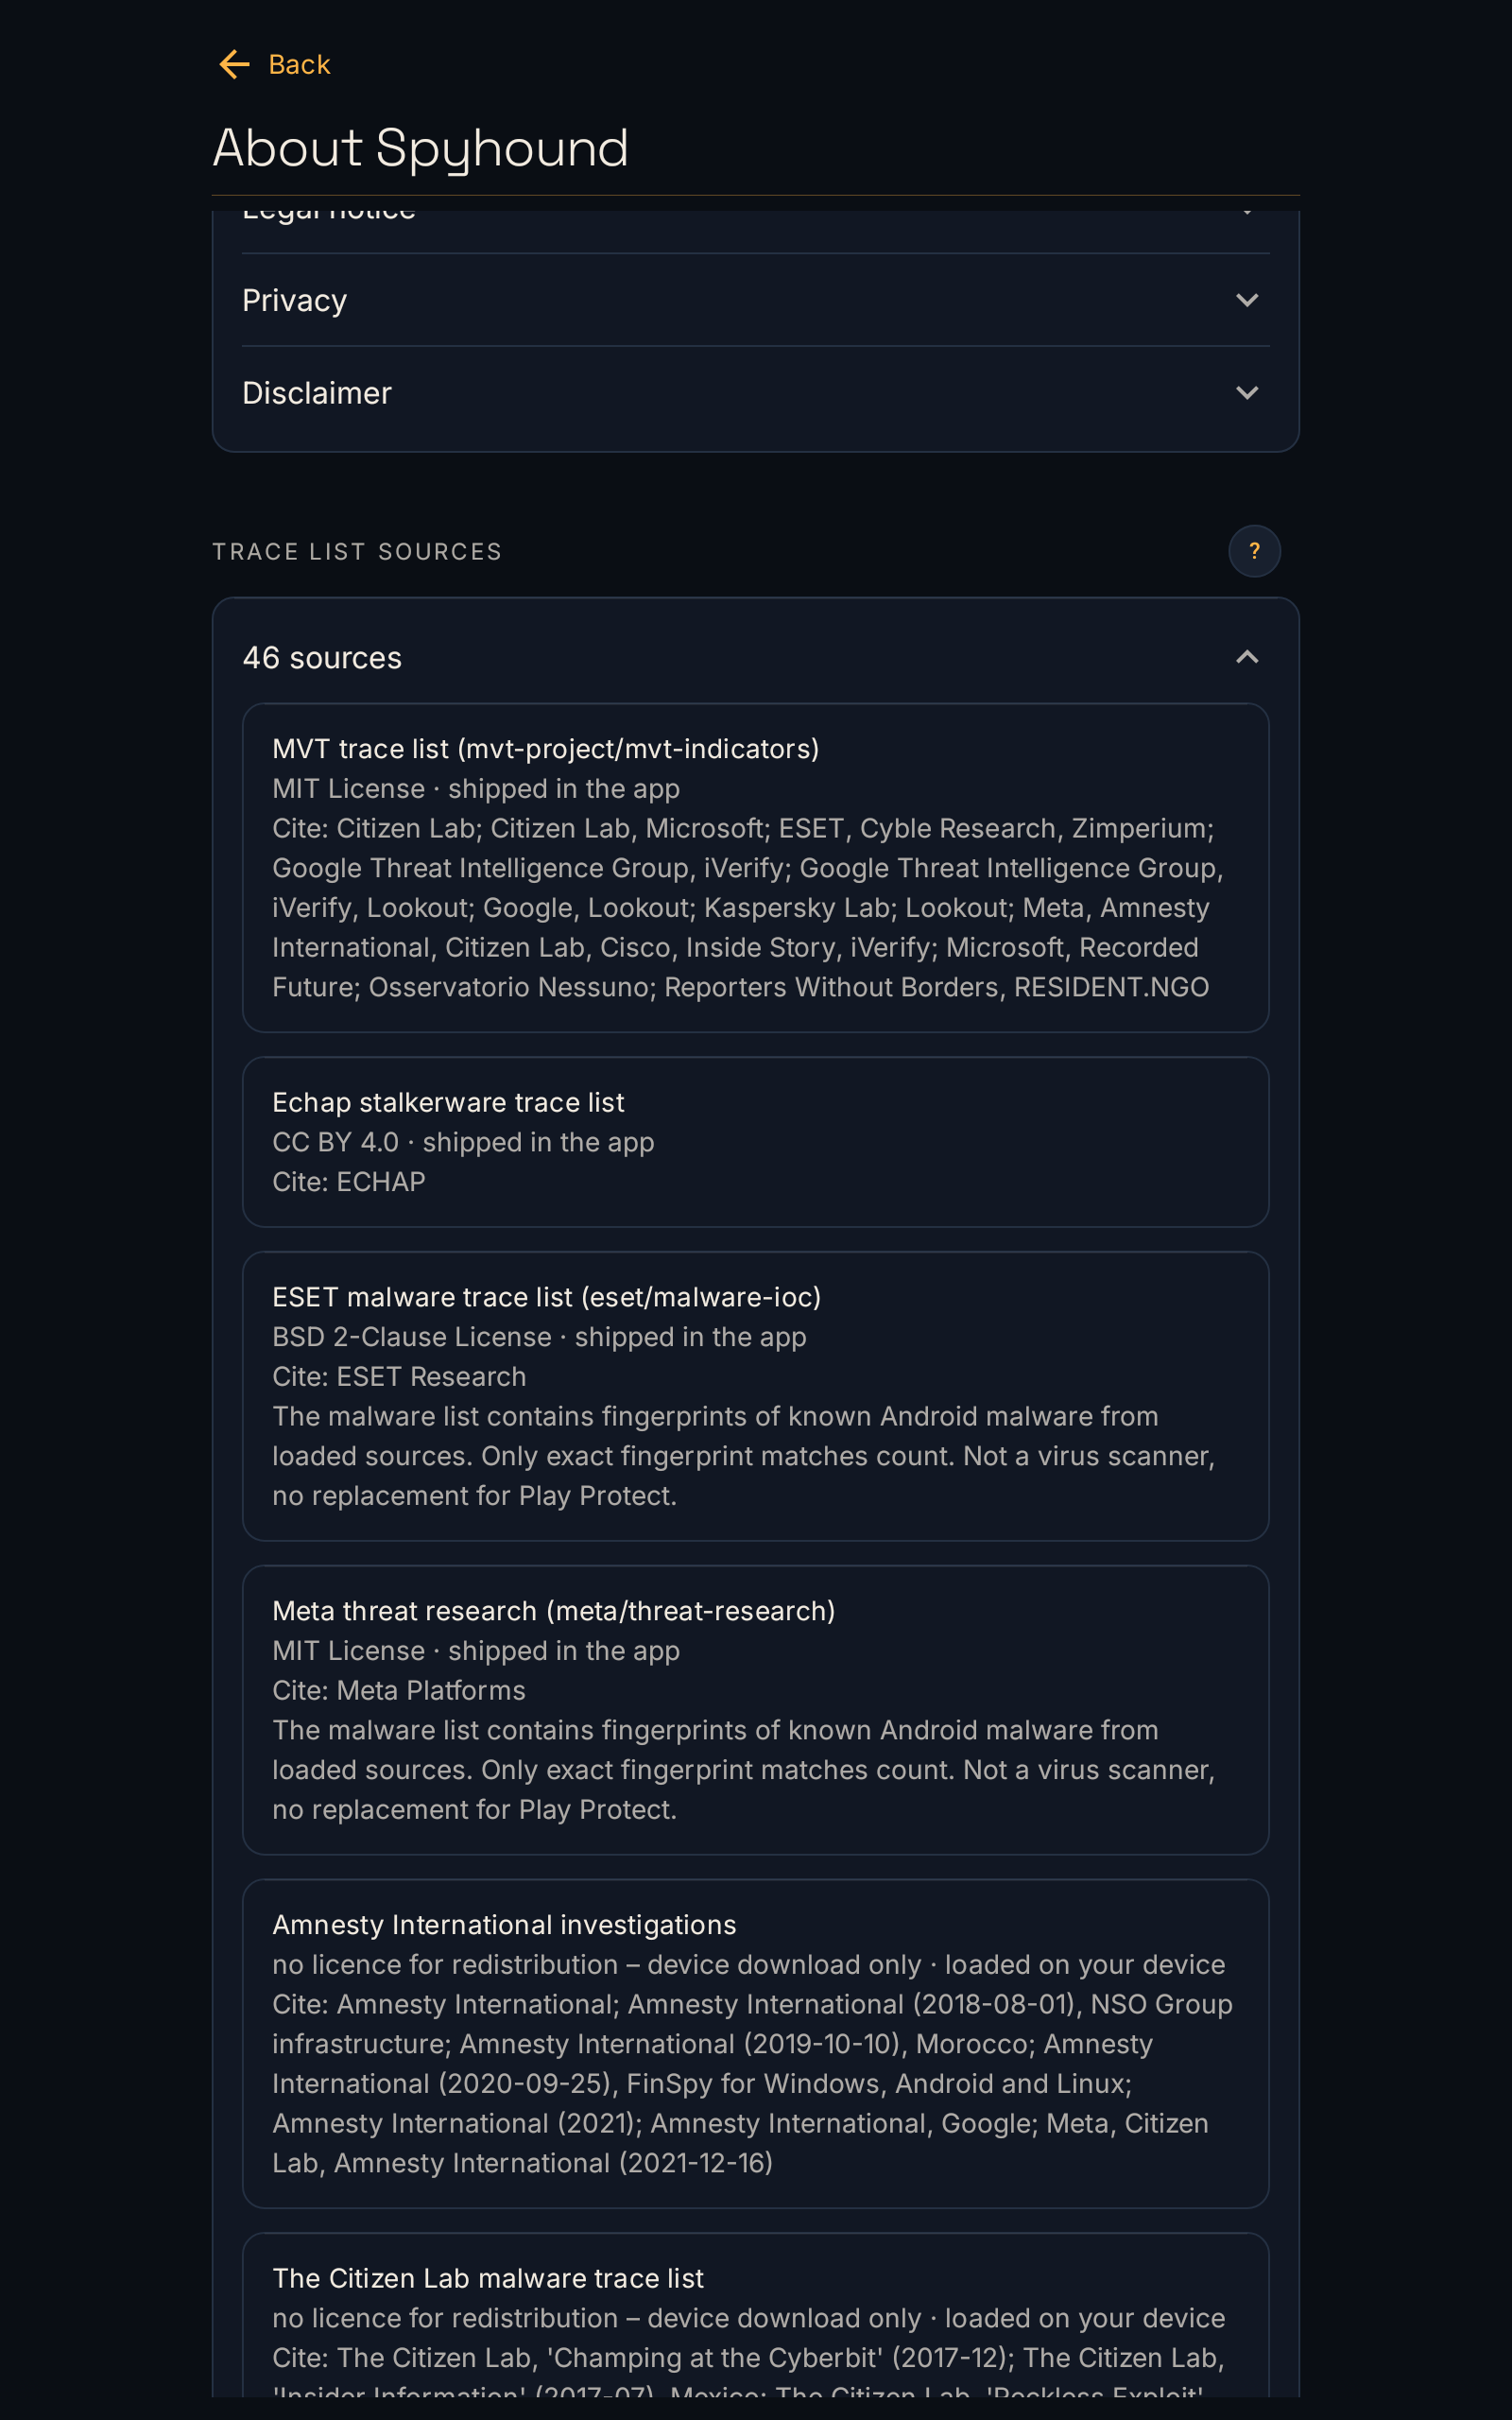 Back
About Spyhound
Legal notice
Privacy
Disclaimer
TRACE LIST SOURCES
?
46 sources
MVT trace list (mvt-project/mvt-indicators)
MIT License · shipped in the app
Cite: Citizen Lab; Citizen Lab, Microsoft; ESET, Cyble Research, Zimperium;
Google Threat Intelligence Group, iVerify; Google Threat Intelligence Group,
iVerify, Lookout; Google, Lookout; Kaspersky Lab; Lookout; Meta, Amnesty
International, Citizen Lab, Cisco, Inside Story, iVerify; Microsoft, Recorded
Future; Osservatorio Nessuno; Reporters Without Borders, RESIDENT.NGO
Echap stalkerware trace list
CC BY 4.0 · shipped in the app
Cite: ECHAP
ESET malware trace list (eset/malware-ioc)
BSD 2-Clause License · shipped in the app
Cite: ESET Research
The malware list contains fingerprints of known Android malware from
loaded sources. Only exact fingerprint matches count. Not a virus scanner,
no replacement for Play Protect.
Meta threat research (meta/threat-research)
MIT License · shipped in the app
Cite: Meta Platforms
The malware list contains fingerprints of known Android malware from
loaded sources. Only exact fingerprint matches count. Not a virus scanner,
no replacement for Play Protect.
Amnesty International investigations
no licence for redistribution – device download only · loaded on your device
Cite: Amnesty International; Amnesty International (2018-08-01), NSO Group
infrastructure; Amnesty International (2019-10-10), Morocco; Amnesty
International (2020-09-25), FinSpy for Windows, Android and Linux;
Amnesty International (2021); Amnesty International, Google; Meta, Citizen
Lab, Amnesty International (2021-12-16)
The Citizen Lab malware trace list
no licence for redistribution – device download only · loaded on your device
Cite: The Citizen Lab, 'Champing at the Cyberbit' (2017-12); The Citizen Lab,
'Insider Information' (2017-07), Mexico; The Citizen Lab, 'Reckless Exploit'